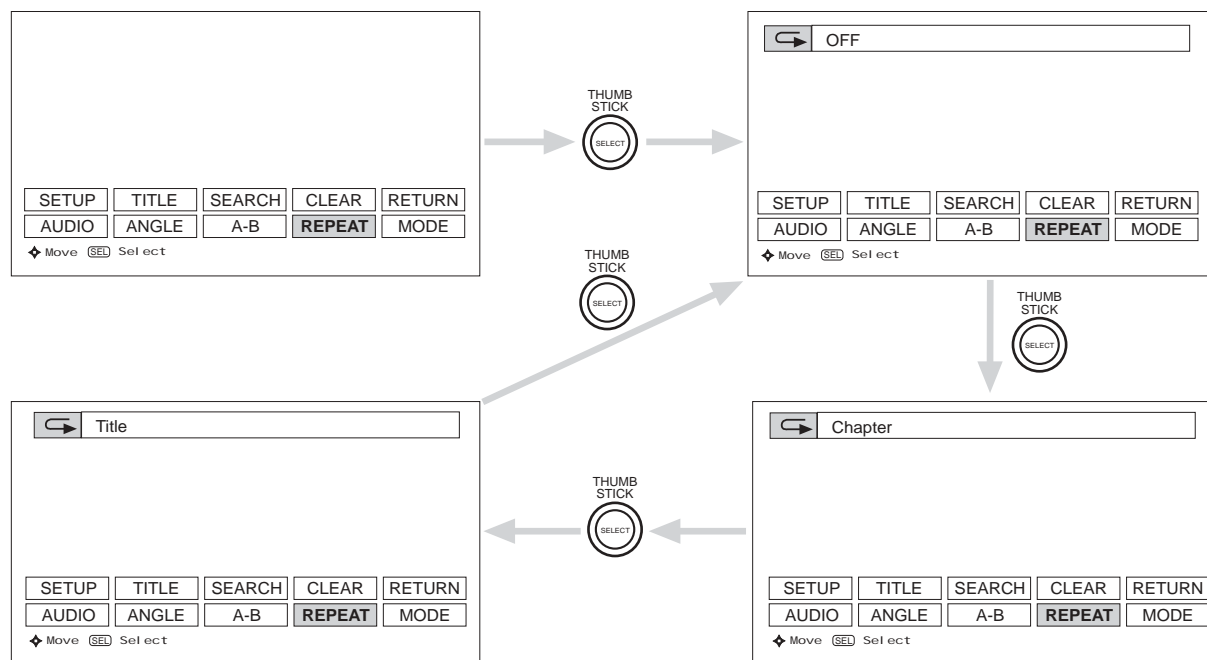 SETUP TITLE SEARCH CLEAR RETURN
AUDIO ANGLE A-B REPEAT MODE
Move SEL Select
THUMB
STICK
SELECT
OFF
SETUP TITLE SEARCH CLEAR RETURN
AUDIO ANGLE A-B REPEAT MODE
Move SEL Select
THUMB
STICK
SELECT
THUMB
STICK
SELECT
Title
SETUP TITLE SEARCH CLEAR RETURN
AUDIO ANGLE A-B REPEAT MODE
Move SEL Select
THUMB
STICK
SELECT
Chapter
SETUP TITLE SEARCH CLEAR RETURN
AUDIO ANGLE A-B REPEAT MODE
Move SEL Select